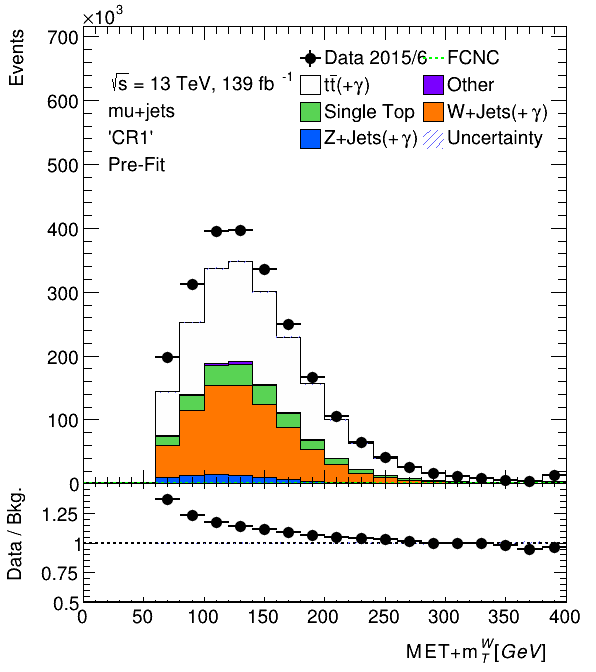 ×10³
Events
700
600
500
400
300
200
100
0
√s = 13 TeV, 139 fb⁻¹
mu+jets
'CR1'
Pre-Fit
Data 2015/6
FCNC
tt̄(+γ)
Other
Single Top
W+Jets(+γ)
Z+Jets(+γ)
Uncertainty
Data / Bkg.
1.25
1
0.75
0.5
0 50 100 150 200 250 300 350 400
MET+m_T^W [GeV]